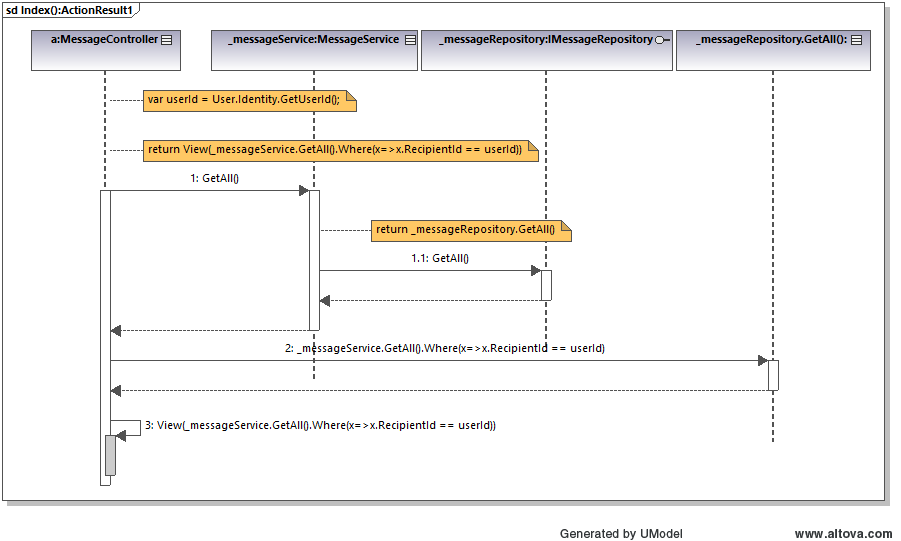 sd Index():ActionResult1
a:MessageController
_messageService:MessageService
_messageRepository:IMessageRepository
_messageRepository.GetAll():
var userId = User.Identity.GetUserId();
return View(_messageService.GetAll().Where(x=>x.RecipientId == userId))
1: GetAll()
return _messageRepository.GetAll()
1.1: GetAll()
2: _messageService.GetAll().Where(x=>x.RecipientId == userId)
3: View(_messageService.GetAll().Where(x=>x.RecipientId == userId))
Generated by UModel
www.altova.com